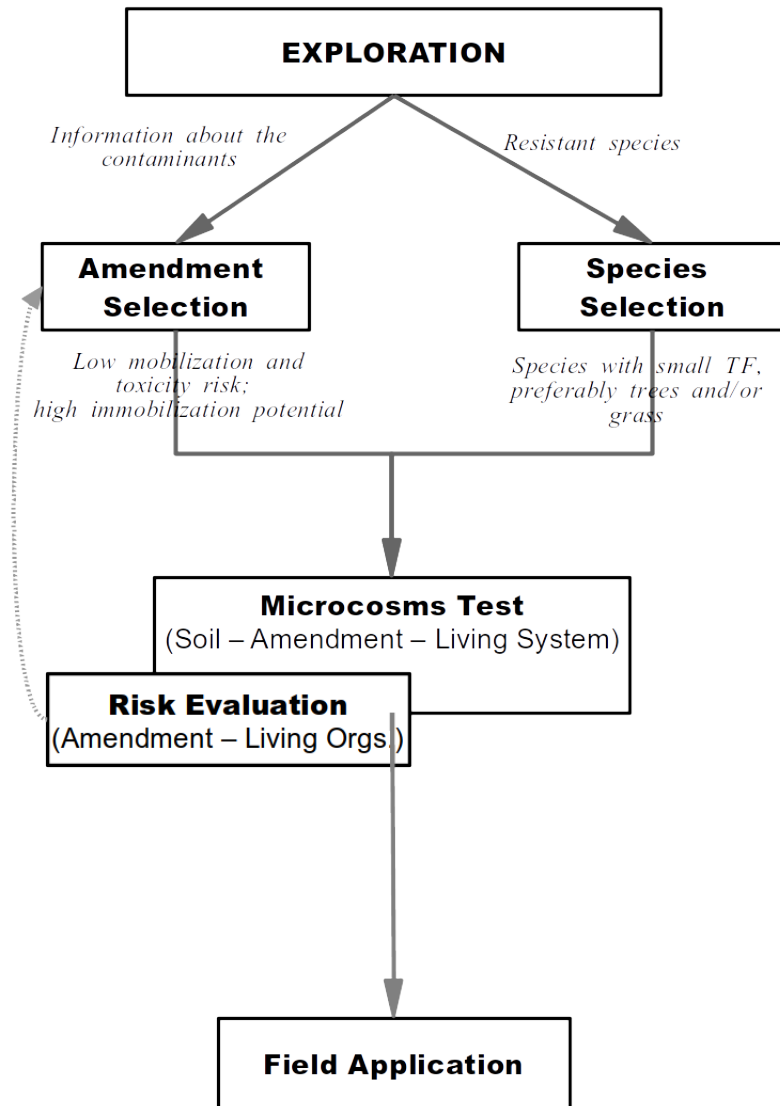 EXPLORATION
Information about the
contaminants
Resistant species
Amendment
Selection
Species
Selection
Low mobilization and
toxicity risk;
high immobilization potential
Species with small TF,
preferably trees and/or
grass
Microcosms Test
(Soil – Amendment – Living System)
Risk Evaluation
(Amendment – Living Orgs.)
Field Application